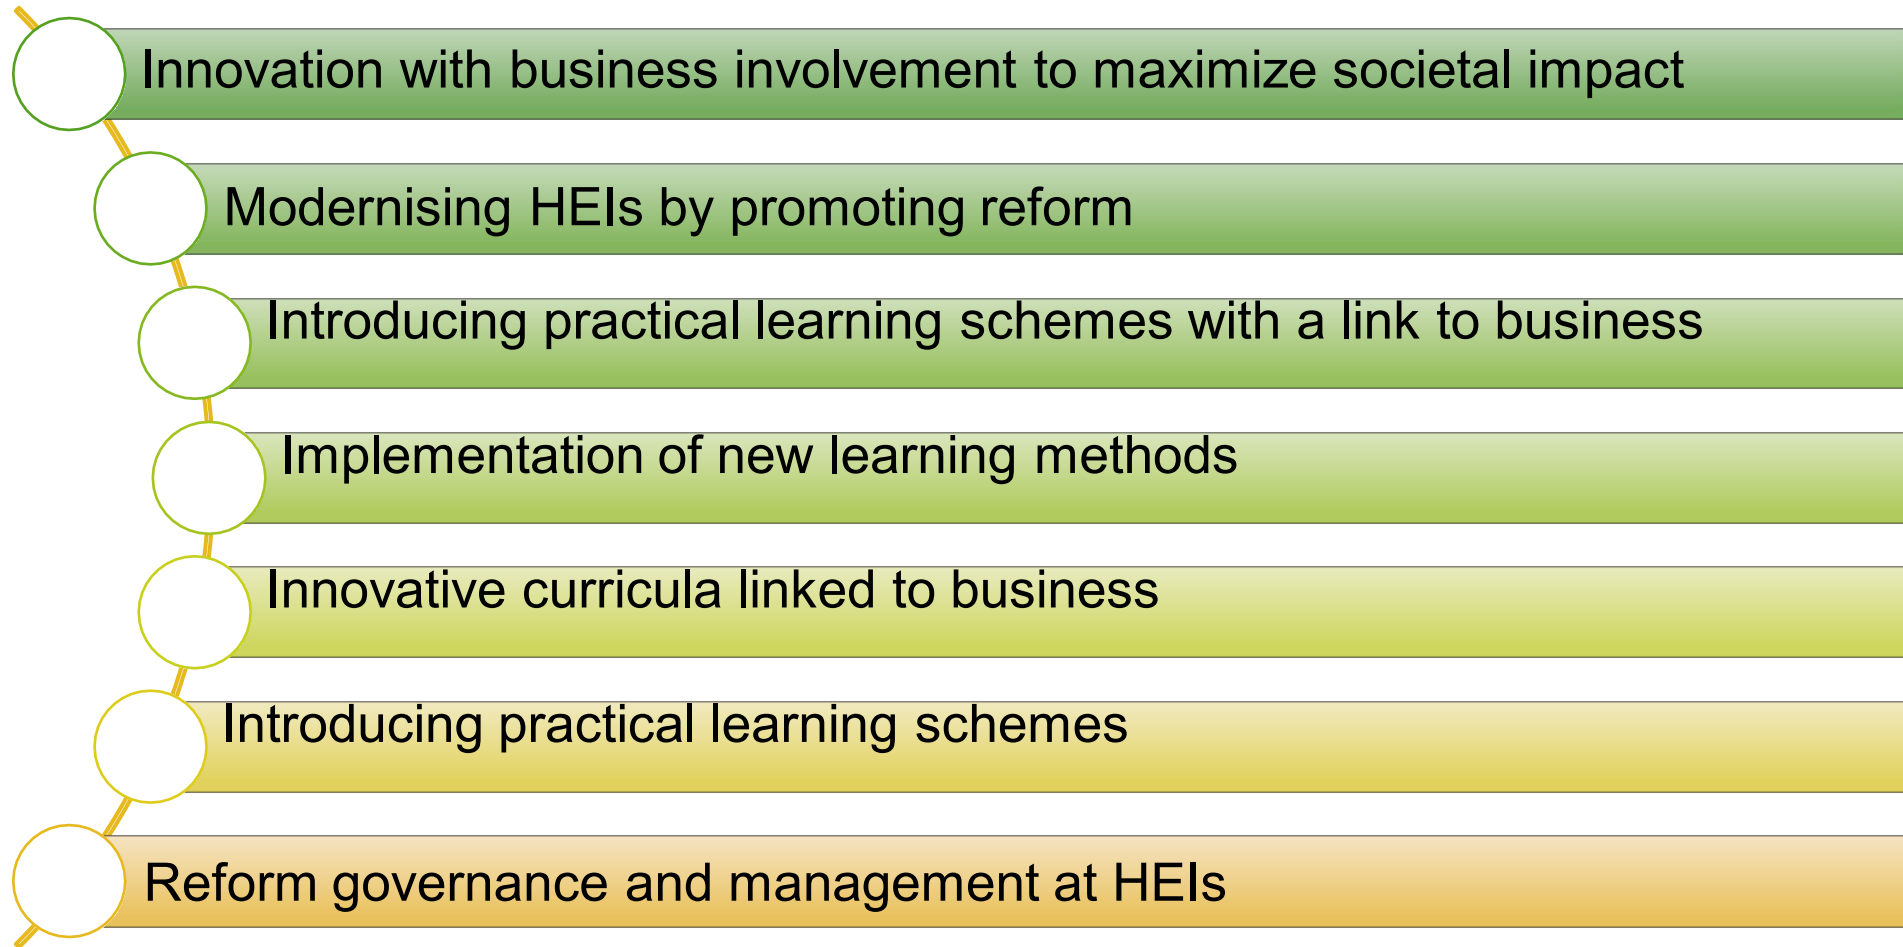 Innovation with business involvement to maximize societal impact
Modernising HEIs by promoting reform
Introducing practical learning schemes with a link to business
Implementation of new learning methods
Innovative curricula linked to business
Introducing practical learning schemes
Reform governance and management at HEIs